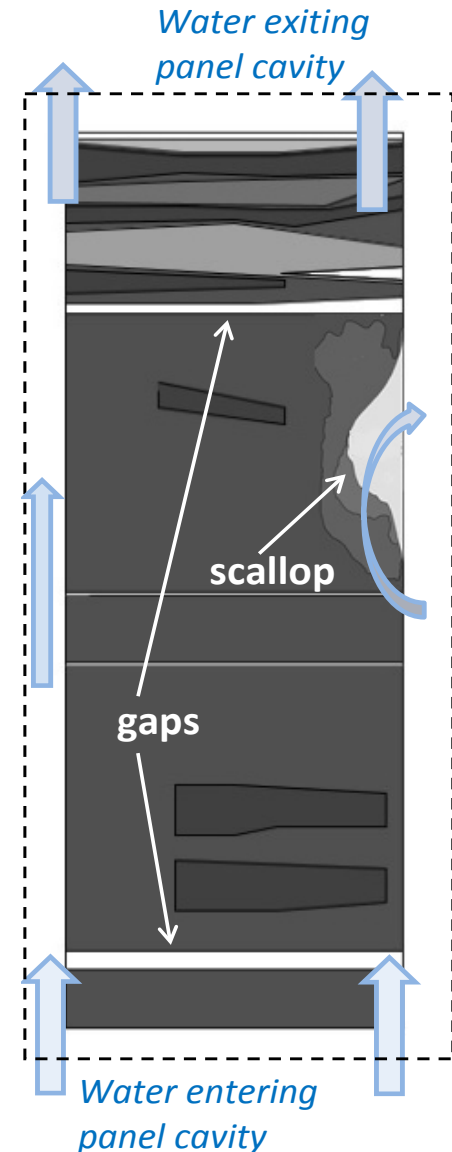 Water exiting
panel cavity
scallop
gaps
Water entering
panel cavity